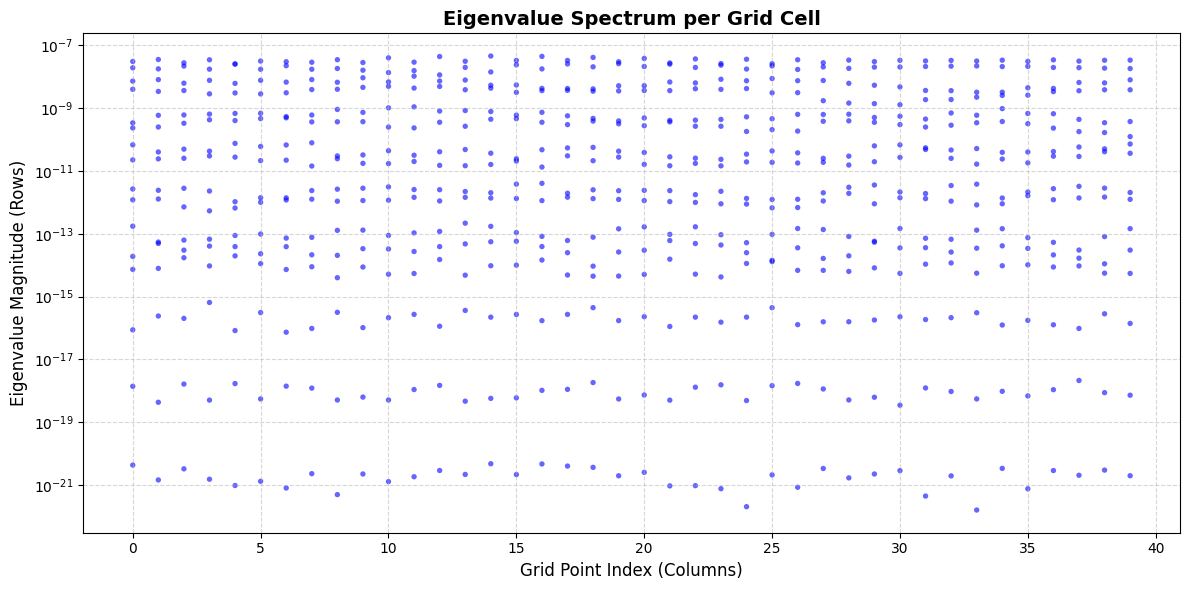 Eigenvalue Spectrum per Grid Cell
Eigenvalue Magnitude (Rows)
10⁻⁷
10⁻⁹
10⁻¹¹
10⁻¹³
10⁻¹⁵
10⁻¹⁷
10⁻¹⁹
10⁻²¹
0 5 10 15 20 25 30 35 40
Grid Point Index (Columns)